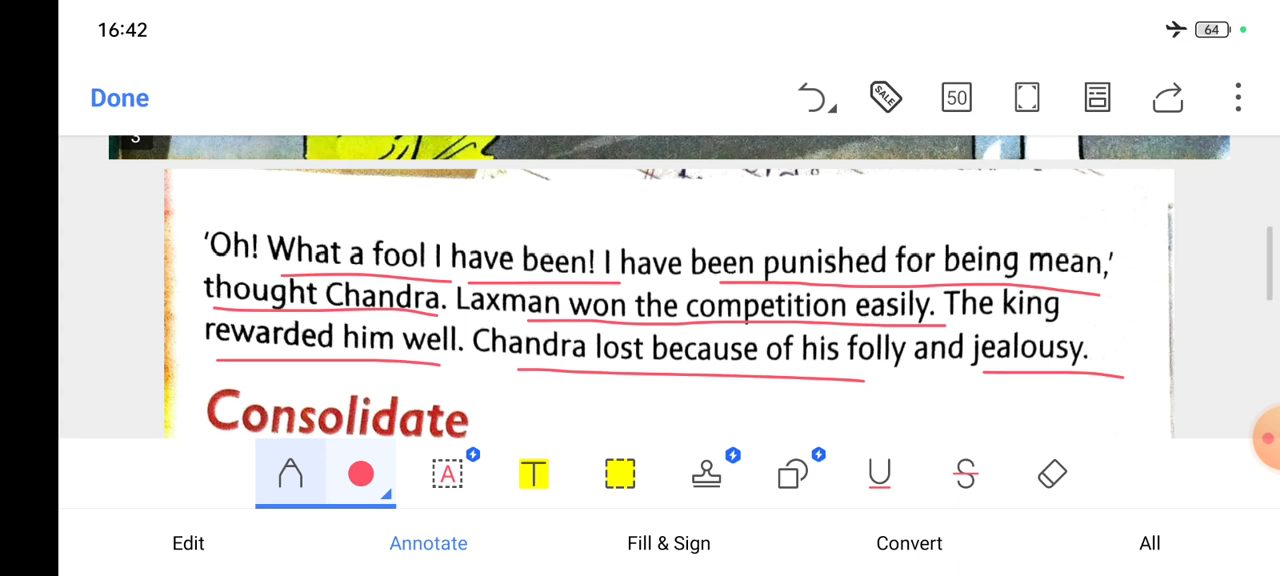 16:42
64
Done
SALE
50
3
'Oh! What a fool I have been! I have been punished for being mean,'
thought Chandra. Laxman won the competition easily. The king
rewarded him well. Chandra lost because of his folly and jealousy.
Consolidate
A
T
U
S
Edit
Annotate
Fill & Sign
Convert
All